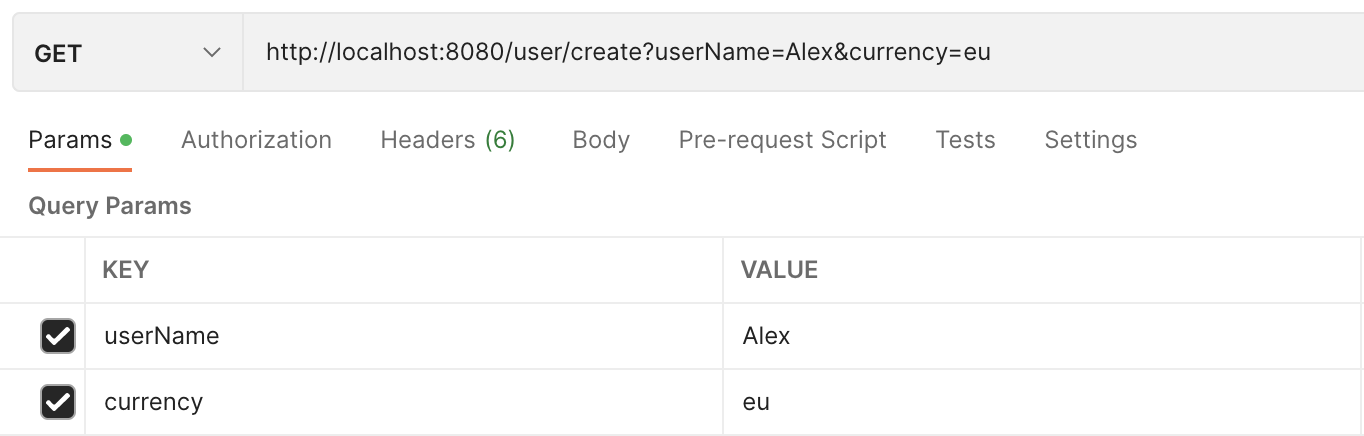 GET http://localhost:8080/user/create?userName=Alex&currency=eu
Params Authorization Headers (6) Body Pre-request Script Tests Settings
Query Params
KEY VALUE
userName Alex
currency eu